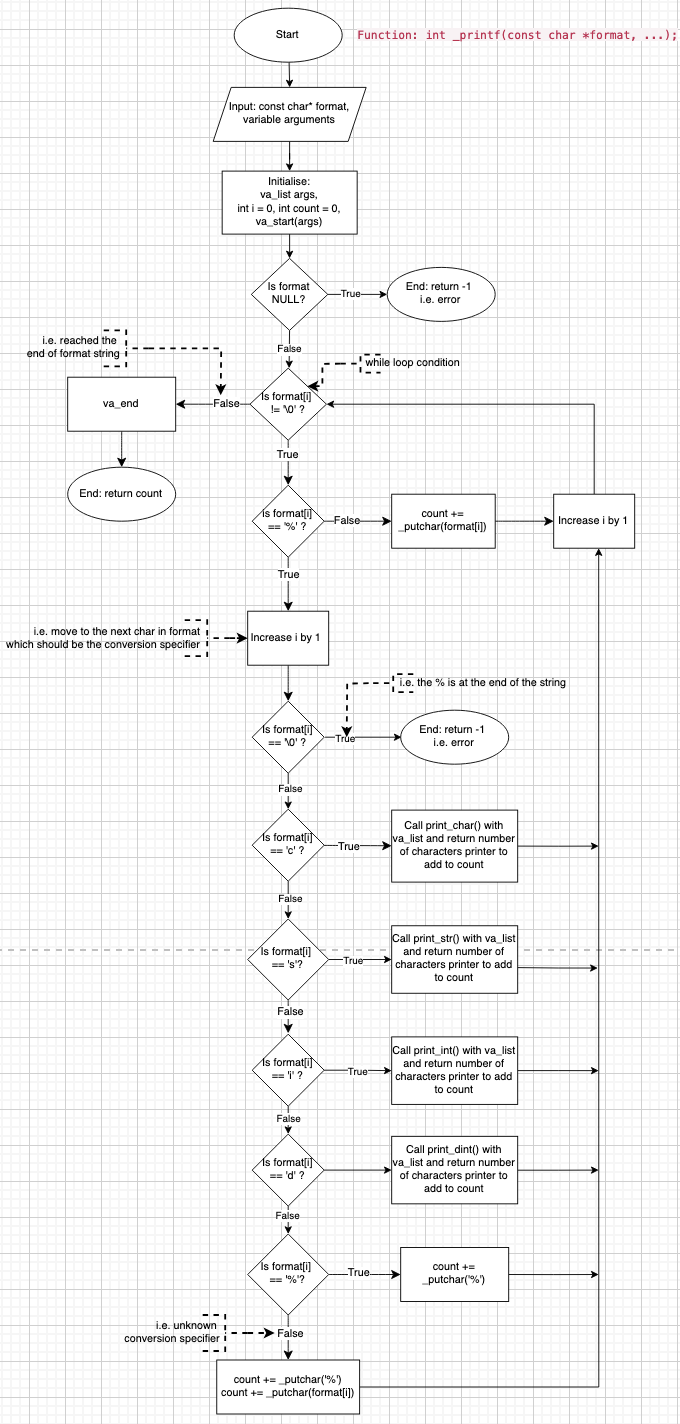 Start
Function: int _printf(const char *format, ...);
Input: const char* format,
variable arguments
Initialise:
va_list args,
int i = 0, int count = 0,
va_start(args)
Is format
NULL?
True
End: return -1
i.e. error
False
i.e. reached the
end of format string
while loop condition
va_end
False
Is format[i]
!= '\0' ?
True
End: return count
Is format[i]
== '%' ?
False
count +=
_putchar(format[i])
Increase i by 1
True
i.e. move to the next char in format
which should be the conversion specifier
Increase i by 1
i.e. the % is at the end of the string
Is format[i]
== '\0' ?
True
End: return -1
i.e. error
False
Is format[i]
== 'c' ?
True
Call print_char() with
va_list and return number
of characters printer to
add to count
False
Is format[i]
== 's'?
True
Call print_str() with va_list
and return number of
characters printer to add
to count
False
Is format[i]
== 'i' ?
True
Call print_int() with va_list
and return number of
characters printer to add
to count
False
Is format[i]
== 'd' ?
Call print_dint() with
va_list and return number
of characters printer to
add to count
False
Is format[i]
== '%'?
True
count +=
_putchar('%')
i.e. unknown
conversion specifier
False
count += _putchar('%')
count += _putchar(format[i])